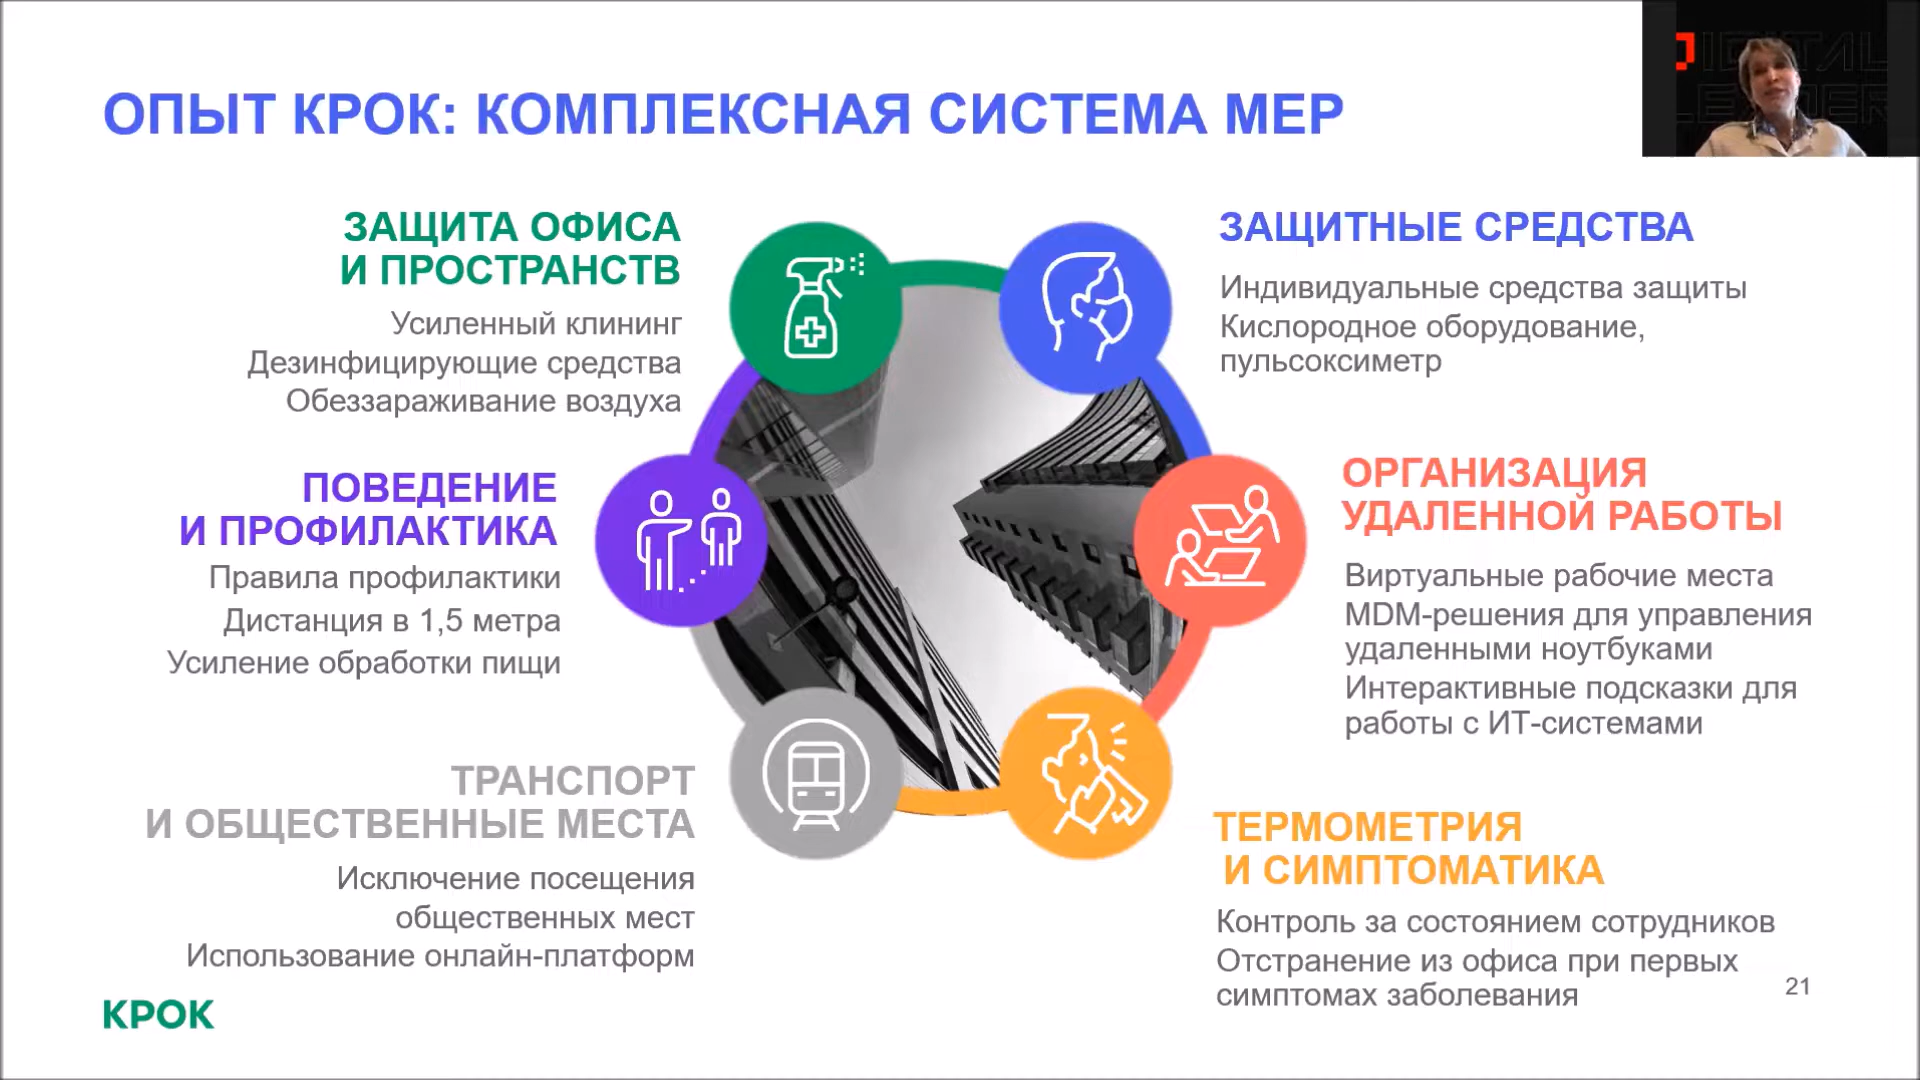 ОПЫТ КРОК: КОМПЛЕКСНАЯ СИСТЕМА МЕР
ЗАЩИТА ОФИСА
И ПРОСТРАНСТВ
Усиленный клининг
Дезинфицирующие средства
Обеззараживание воздуха
ПОВЕДЕНИЕ
И ПРОФИЛАКТИКА
Правила профилактики
Дистанция в 1,5 метра
Усиление обработки пищи
ТРАНСПОРТ
И ОБЩЕСТВЕННЫЕ МЕСТА
Исключение посещения
общественных мест
Использование онлайн-платформ
ЗАЩИТНЫЕ СРЕДСТВА
Индивидуальные средства защиты
Кислородное оборудование,
пульсоксиметр
ОРГАНИЗАЦИЯ
УДАЛЕННОЙ РАБОТЫ
Виртуальные рабочие места
MDM-решения для управления
удаленными ноутбуками
Интерактивные подсказки для
работы с ИТ-системами
ТЕРМОМЕТРИЯ
И СИМПТОМАТИКА
Контроль за состоянием сотрудников
Отстранение из офиса при первых
симптомах заболевания
КРОК
21